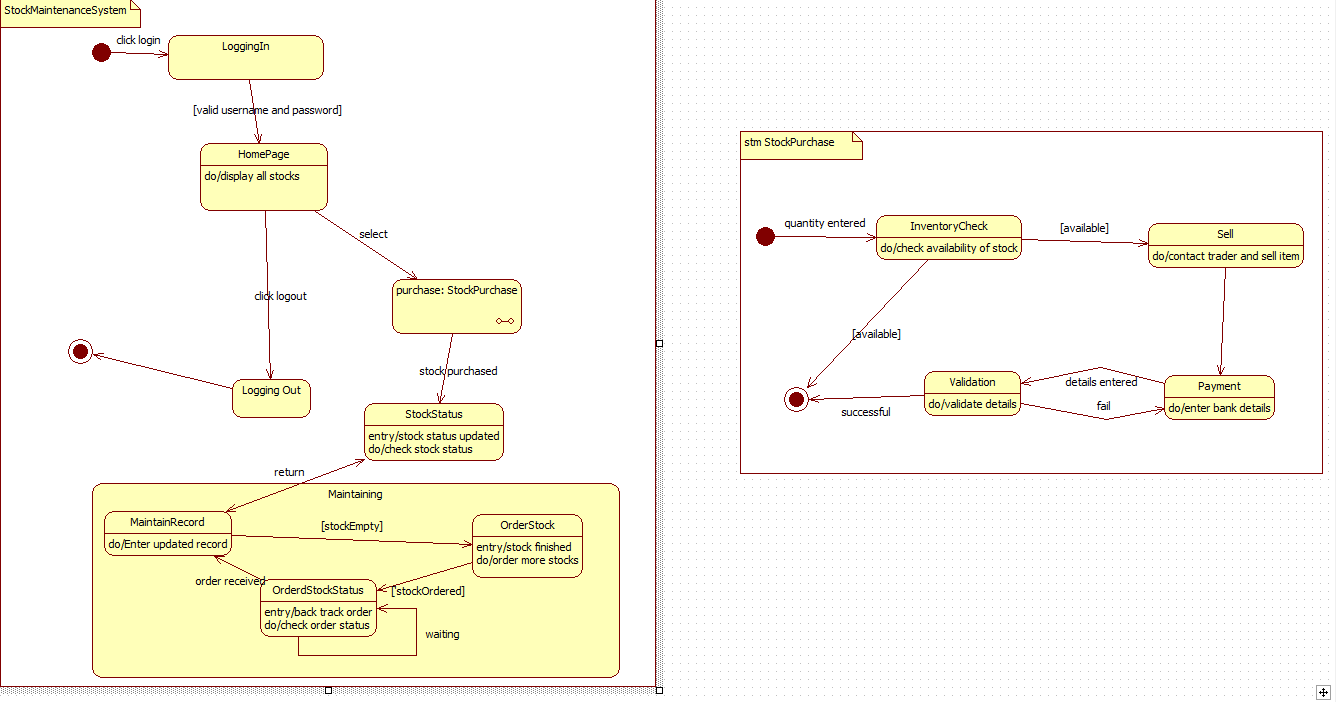 StockMaintenanceSystem
click login
LoggingIn
[valid username and password]
HomePage
do/display all stocks
select
click logout
purchase: StockPurchase
stock purchased
Logging Out
StockStatus
entry/stock status updated
do/check stock status
return
Maintaining
MaintainRecord
do/Enter updated record
[stockEmpty]
OrderStock
entry/stock finished
do/order more stocks
order received
OrderdStockStatus
entry/back track order
do/check order status
['stockOrdered]
waiting
stm StockPurchase
quantity entered
InventoryCheck
do/check availability of stock
[available]
Sell
do/contact trader and sell item
[available]
Validation
do/validate details
details entered
fail
Payment
do/enter bank details
successful